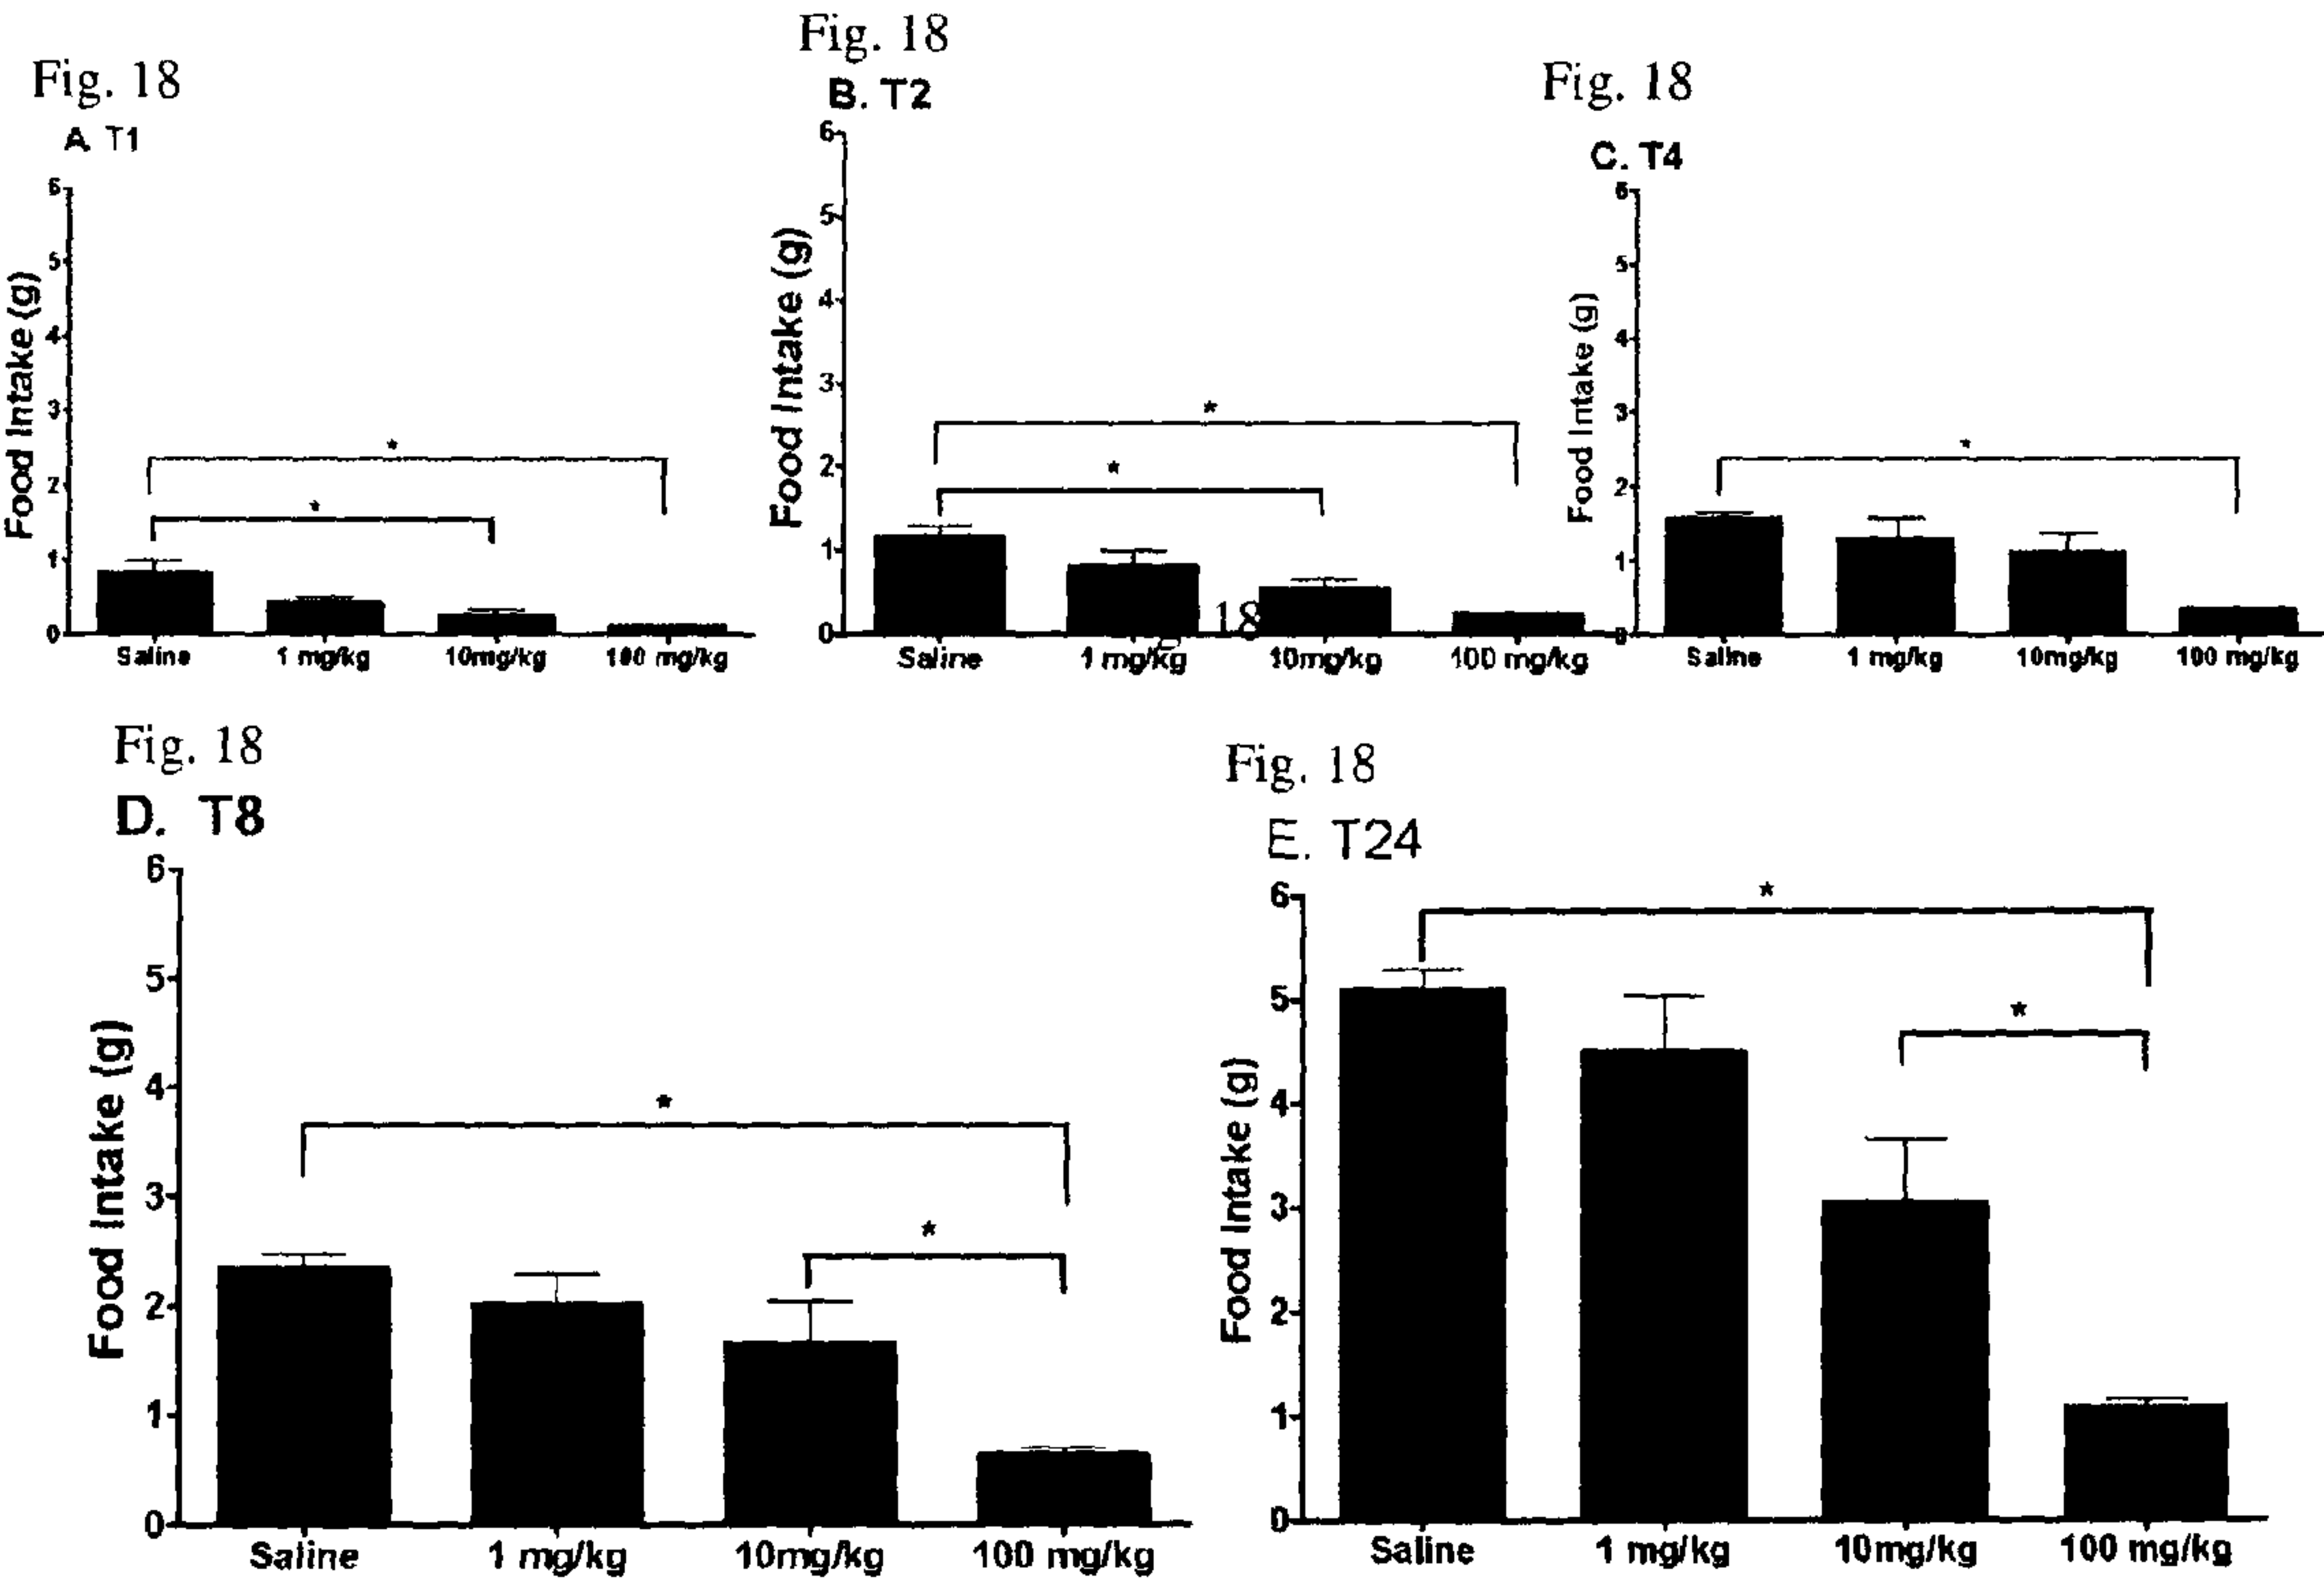 Fig. 18
A. T1
Food Intake (g)
6
5
4
3
2
1
0
*
*
Saline 1 mg/kg 10mg/kg 100 mg/kg
Fig. 18
B. T2
Food Intake (g)
6
5
4
3
2
1
0
*
*
18
Saline 1 mg/kg 10mg/kg 100 mg/kg
Fig. 18
C. T4
Food Intake (g)
6
5
4
3
2
1
0
*
Saline 1 mg/kg 10mg/kg 100 mg/kg
Fig. 18
D. T8
Food Intake (g)
6
5
4
3
2
1
0
*
*
Saline 1 mg/kg 10mg/kg 100 mg/kg
Fig. 18
E. T24
Food Intake (g)
6
5
4
3
2
1
0
*
*
Saline 1 mg/kg 10mg/kg 100 mg/kg